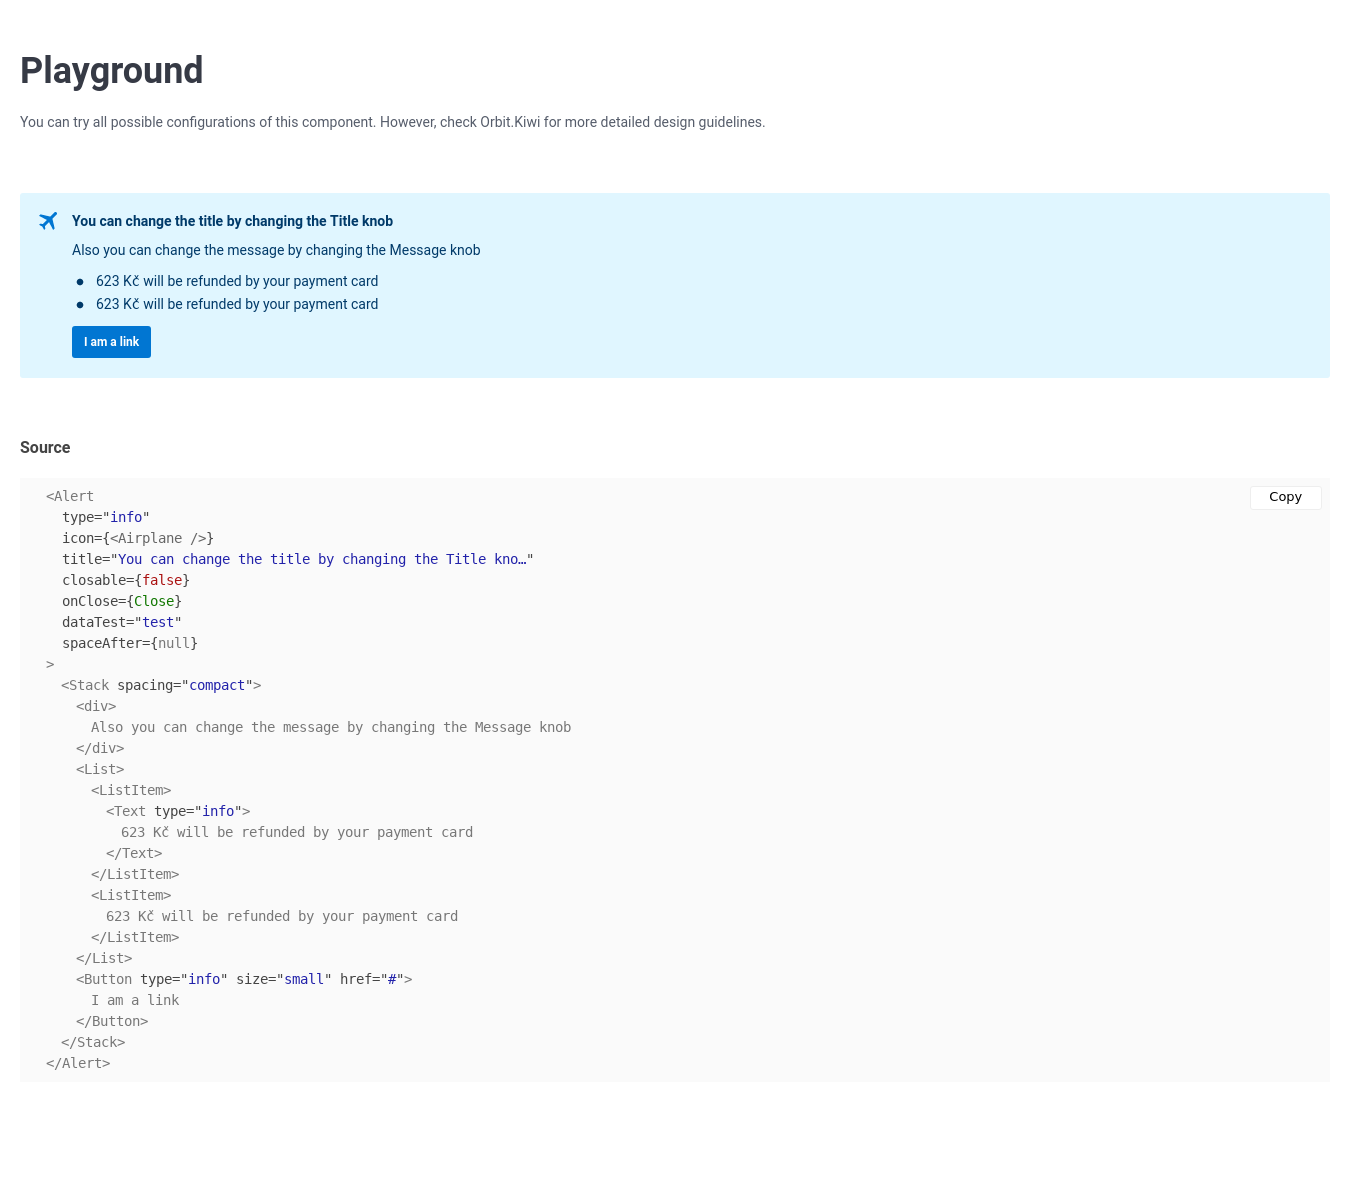 Playground
You can try all possible configurations of this component. However, check Orbit.Kiwi for more detailed design guidelines.
You can change the title by changing the Title knob
Also you can change the message by changing the Message knob
● 623 Kč will be refunded by your payment card
● 623 Kč will be refunded by your payment card
I am a link
Source
Copy
<Alert
  type="info"
  icon={<Airplane />}
  title="You can change the title by changing the Title kno…"
  closable={false}
  onClose={Close}
  dataTest="test"
  spaceAfter={null}
>
  <Stack spacing="compact">
    <div>
      Also you can change the message by changing the Message knob
    </div>
    <List>
      <ListItem>
        <Text type="info">
          623 Kč will be refunded by your payment card
        </Text>
      </ListItem>
      <ListItem>
        623 Kč will be refunded by your payment card
      </ListItem>
    </List>
    <Button type="info" size="small" href="#">
      I am a link
    </Button>
  </Stack>
</Alert>